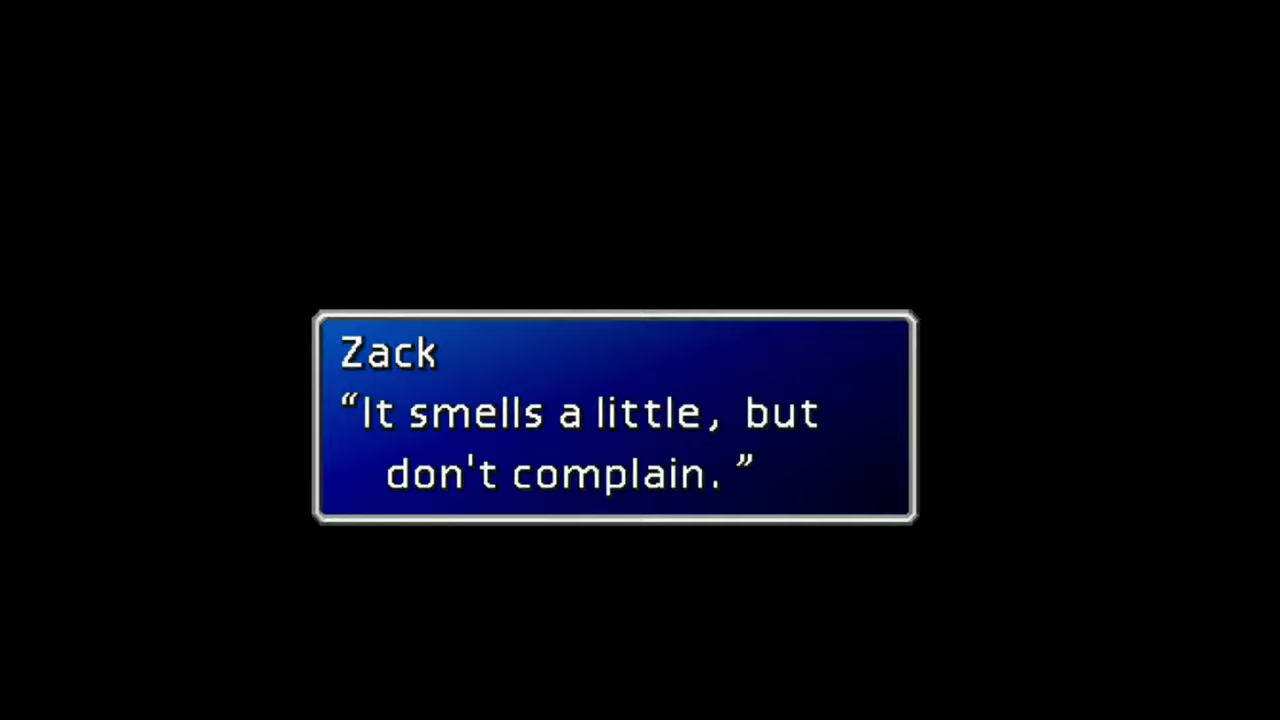 Zack
“It smells a little, but
don't complain.”